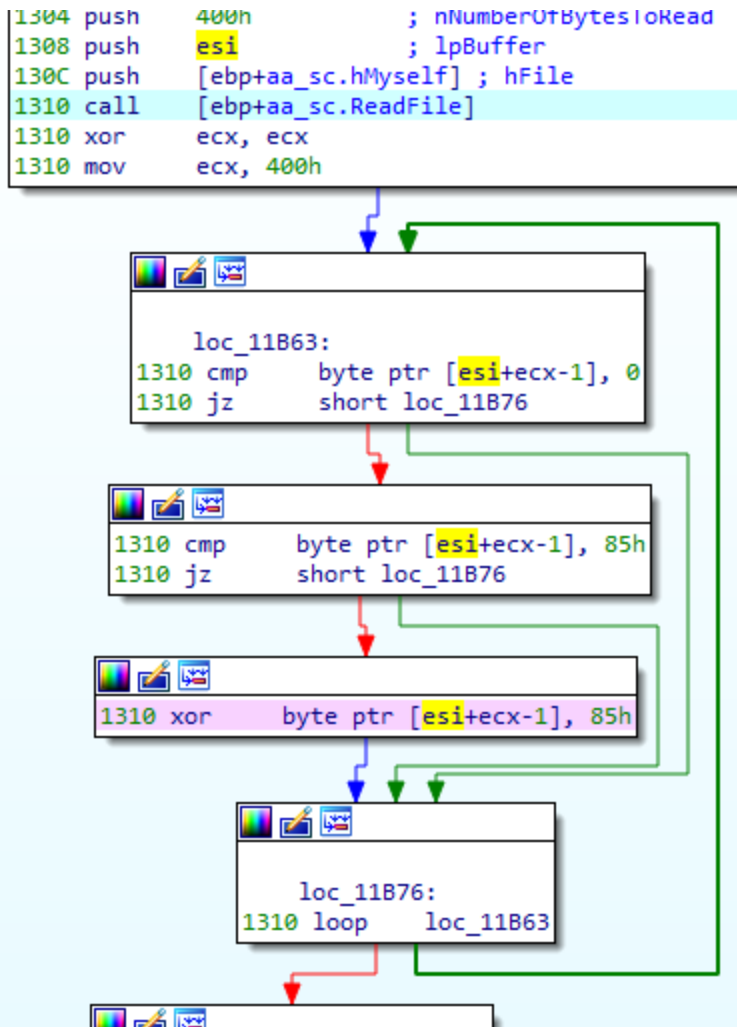 1304 push 400h ; nNumberOfBytesToRead
1308 push esi ; lpBuffer
130C push [ebp+aa_sc.hMyself] ; hFile
1310 call [ebp+aa_sc.ReadFile]
1310 xor ecx, ecx
1310 mov ecx, 400h
loc_11B63:
1310 cmp byte ptr [esi+ecx-1], 0
1310 jz short loc_11B76
1310 cmp byte ptr [esi+ecx-1], 85h
1310 jz short loc_11B76
1310 xor byte ptr [esi+ecx-1], 85h
loc_11B76:
1310 loop loc_11B63